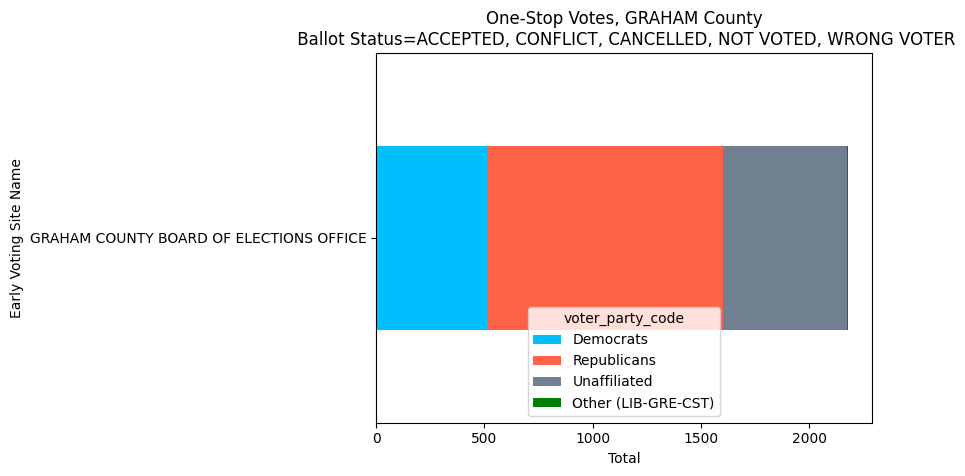 One-Stop Votes, GRAHAM County
Ballot Status=ACCEPTED, CONFLICT, CANCELLED, NOT VOTED, WRONG VOTER
Early Voting Site Name
GRAHAM COUNTY BOARD OF ELECTIONS OFFICE
voter_party_code
Democrats
Republicans
Unaffiliated
Other (LIB-GRE-CST)
0 500 1000 1500 2000
Total